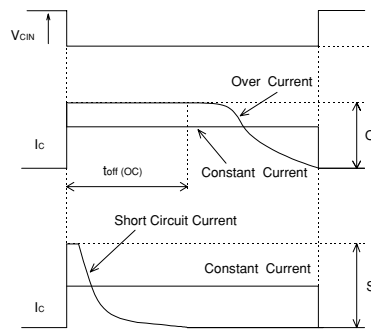 VCIN
Over Current
O
IC
Constant Current
toff (OC)
Short Circuit Current
Constant Current
S
IC